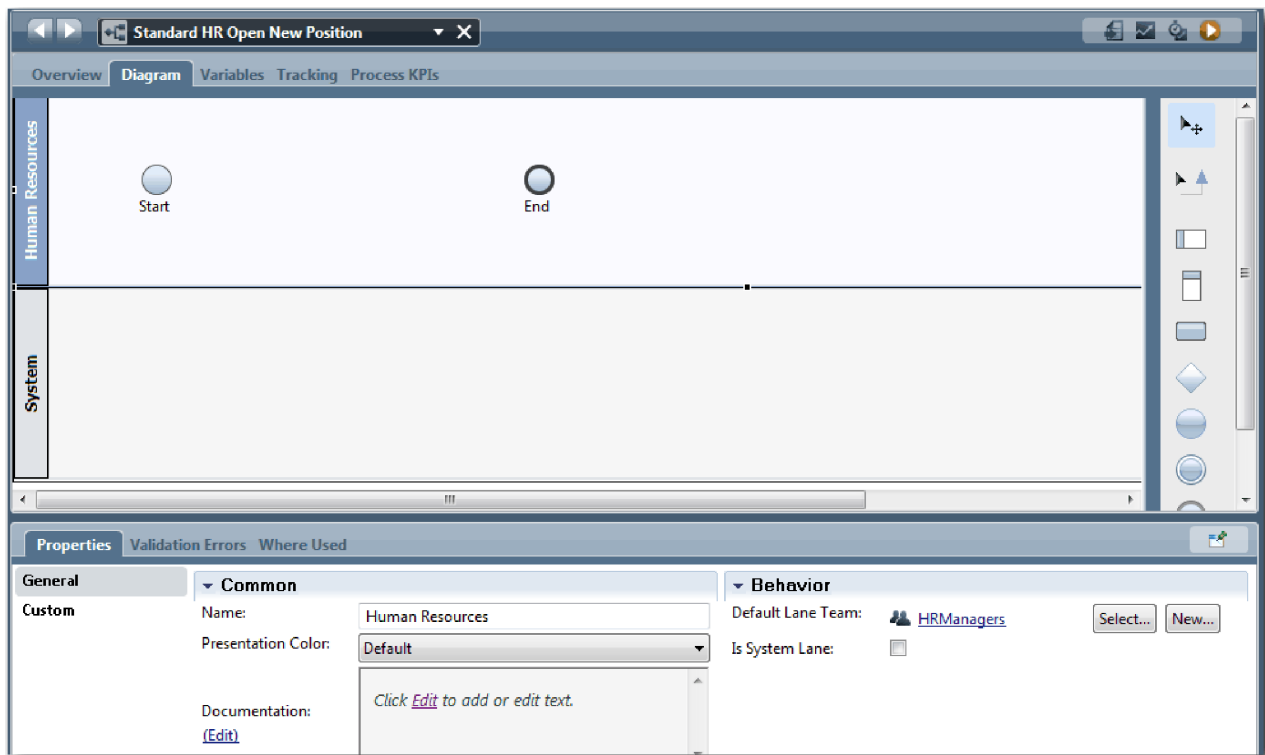 Standard HR Open New Position
Overview Diagram Variables Tracking Process KPIs
Human Resources
Start
End
System
Properties Validation Errors Where Used
General
Custom
Common
Name: Human Resources
Presentation Color: Default
Documentation:
(Edit)
Click Edit to add or edit text.
Behavior
Default Lane Team: HRManagers Select... New...
Is System Lane: